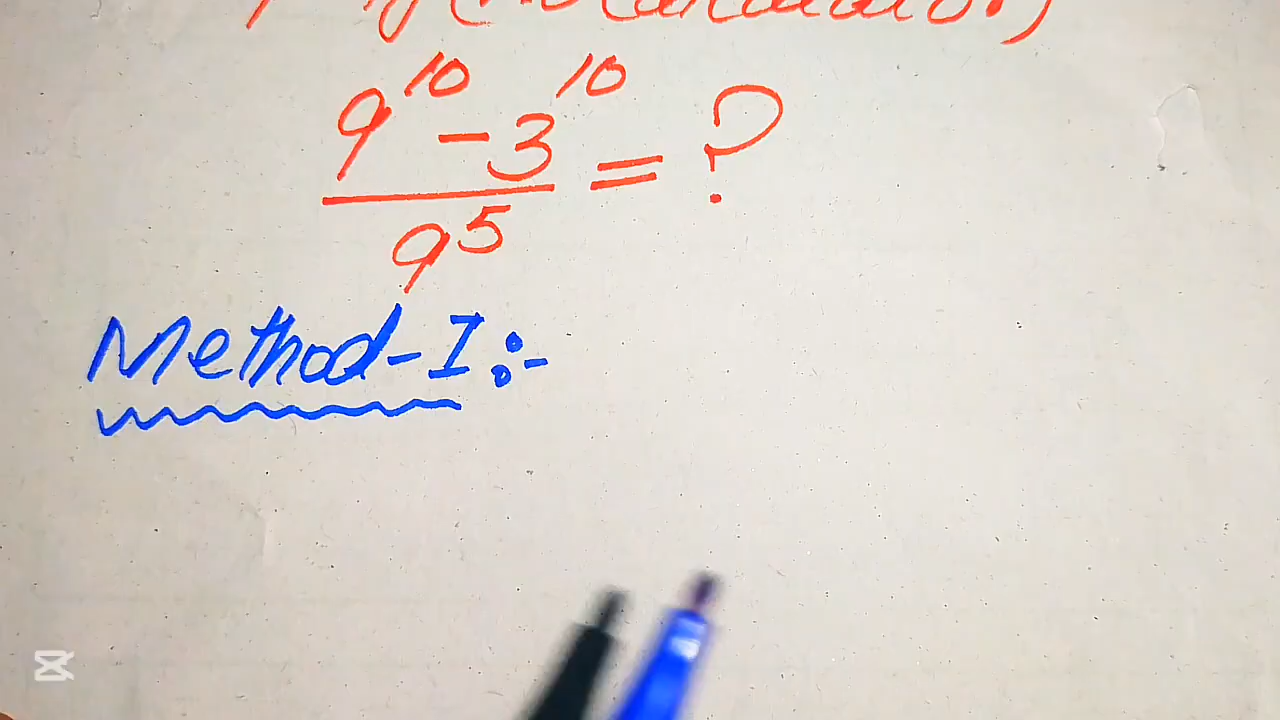 9^10 - 3^10 / 9^5 = ?
Method-I:-